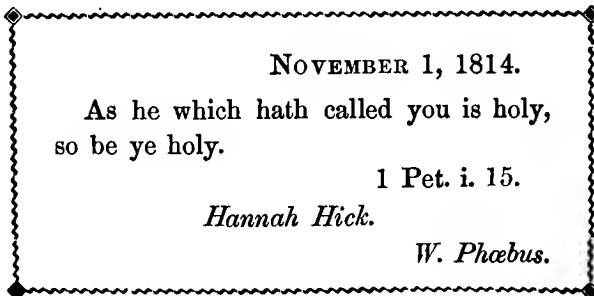 November 1, 1814.
As he which hath called you is holy,
so be ye holy.
1 Pet. i. 15.
Hannah Hick.
W. Phœbus.